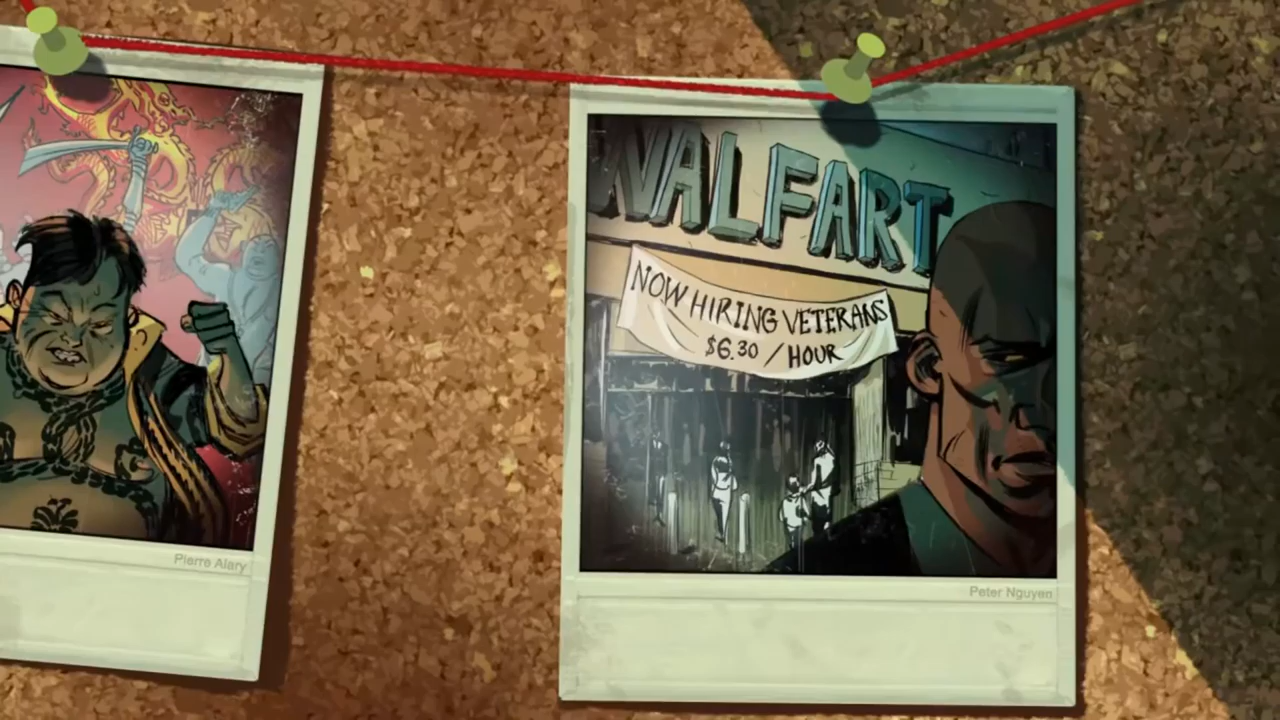 WALFART
NOW HIRING VETERANS
$6.30 / HOUR
Pierre Alary
Peter Nguyen